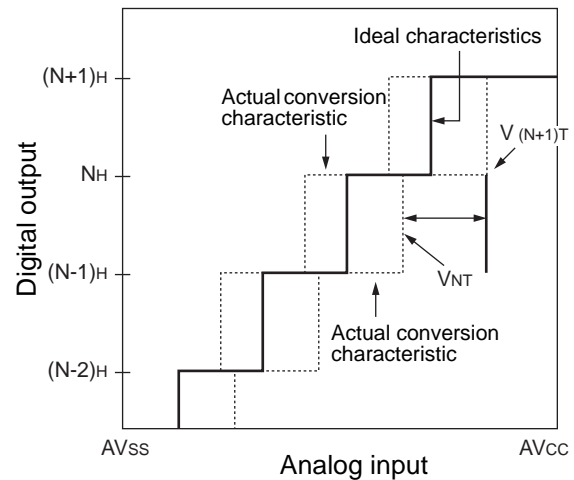 Ideal characteristics
(N+1)H
Actual conversion
characteristic
V (N+1)T
NH
Digital output
(N-1)H
VNT
Actual conversion
characteristic
(N-2)H
AVSS
AVCC
Analog input